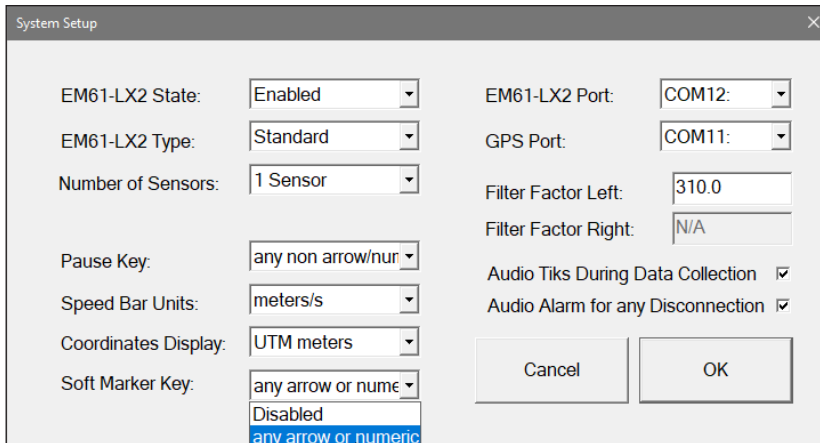 System Setup
EM61-LX2 State: Enabled
EM61-LX2 Type: Standard
Number of Sensors: 1 Sensor
Pause Key: any non arrow/nun
Speed Bar Units: meters/s
Coordinates Display: UTM meters
Soft Marker Key: any arrow or nume
Disabled
any arrow or numeric
EM61-LX2 Port: COM12:
GPS Port: COM11:
Filter Factor Left: 310.0
Filter Factor Right: N/A
Audio Tiks During Data Collection
Audio Alarm for any Disconnection
Cancel
OK